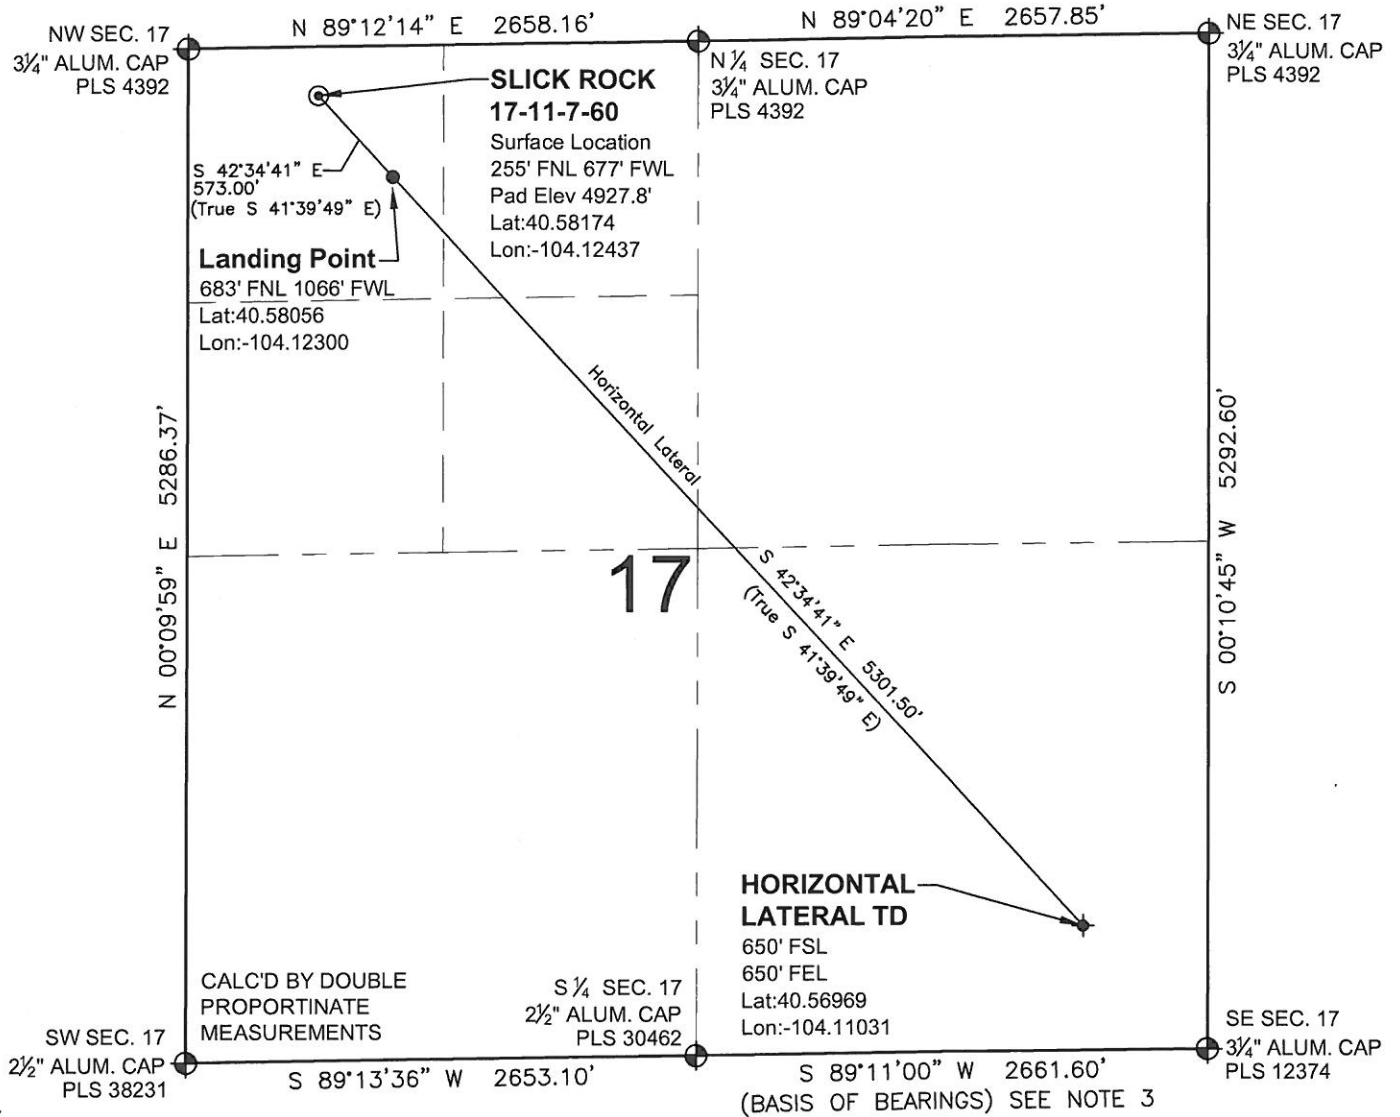 N 89°12'14" E 2658.16'
N 89°04'20" E 2657.85'
NW SEC. 17
3¼" ALUM. CAP
PLS 4392
N ¼ SEC. 17
3¼" ALUM. CAP
PLS 4392
NE SEC. 17
3¼" ALUM. CAP
PLS 4392
SLICK ROCK
17-11-7-60
Surface Location
255' FNL 677' FWL
Pad Elev 4927.8'
Lat:40.58174
Lon:-104.12437
S 42°34'41" E
573.00'
(True S 41°39'49" E)
Landing Point
683' FNL 1066' FWL
Lat:40.58056
Lon:-104.12300
Horizontal Lateral
N 00°09'59" E 5286.37'
S 00°10'45" W 5292.60'
17
S 42°34'41" E 5301.50'
(True S 41°39'49" E)
HORIZONTAL
LATERAL TD
650' FSL
650' FEL
Lat:40.56969
Lon:-104.11031
CALC'D BY DOUBLE
PROPORTINATE
MEASUREMENTS
S ¼ SEC. 17
2½" ALUM. CAP
PLS 30462
SW SEC. 17
2½" ALUM. CAP
PLS 38231
SE SEC. 17
3¼" ALUM. CAP
PLS 12374
S 89°13'36" W 2653.10'
S 89°11'00" W 2661.60'
(BASIS OF BEARINGS) SEE NOTE 3